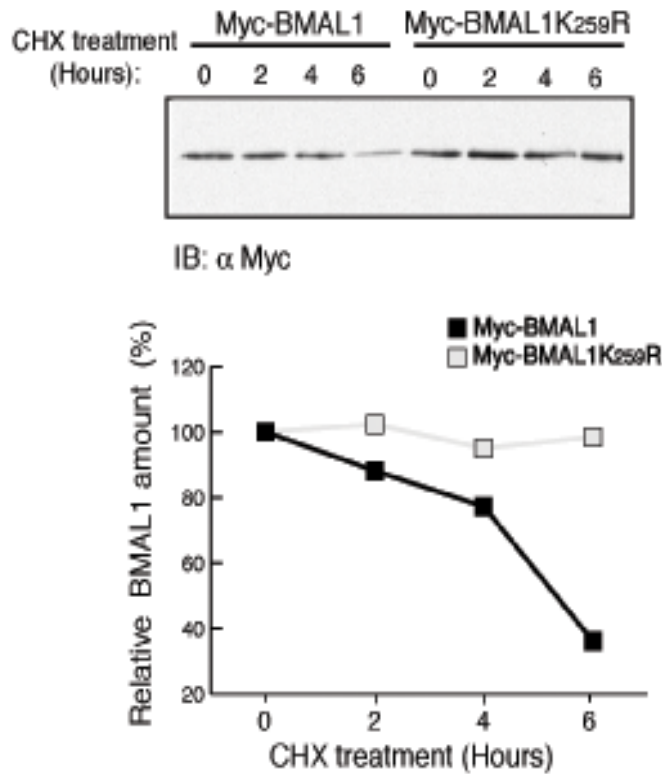 Myc-BMAL1 Myc-BMAL1K259R
CHX treatment
(Hours): 0 2 4 6 0 2 4 6
IB: α Myc
Myc-BMAL1
Myc-BMAL1K259R
Relative BMAL1 amount (%)
120
100
80
60
40
20
0 2 4 6
CHX treatment (Hours)